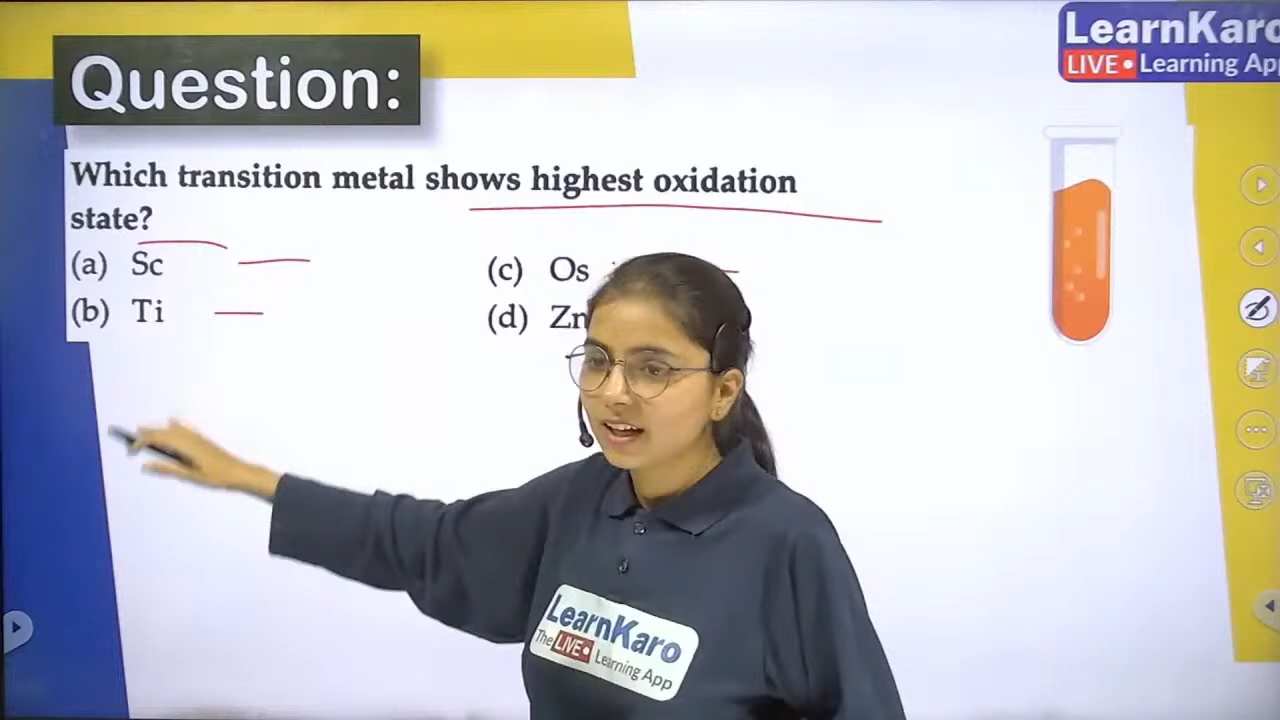 LearnKaro
LIVE• Learning App
Question:
Which transition metal shows highest oxidation
state?
(a) Sc
(c) Os
(b) Ti
(d) Zn
LearnKaro
The LIVE• Learning App